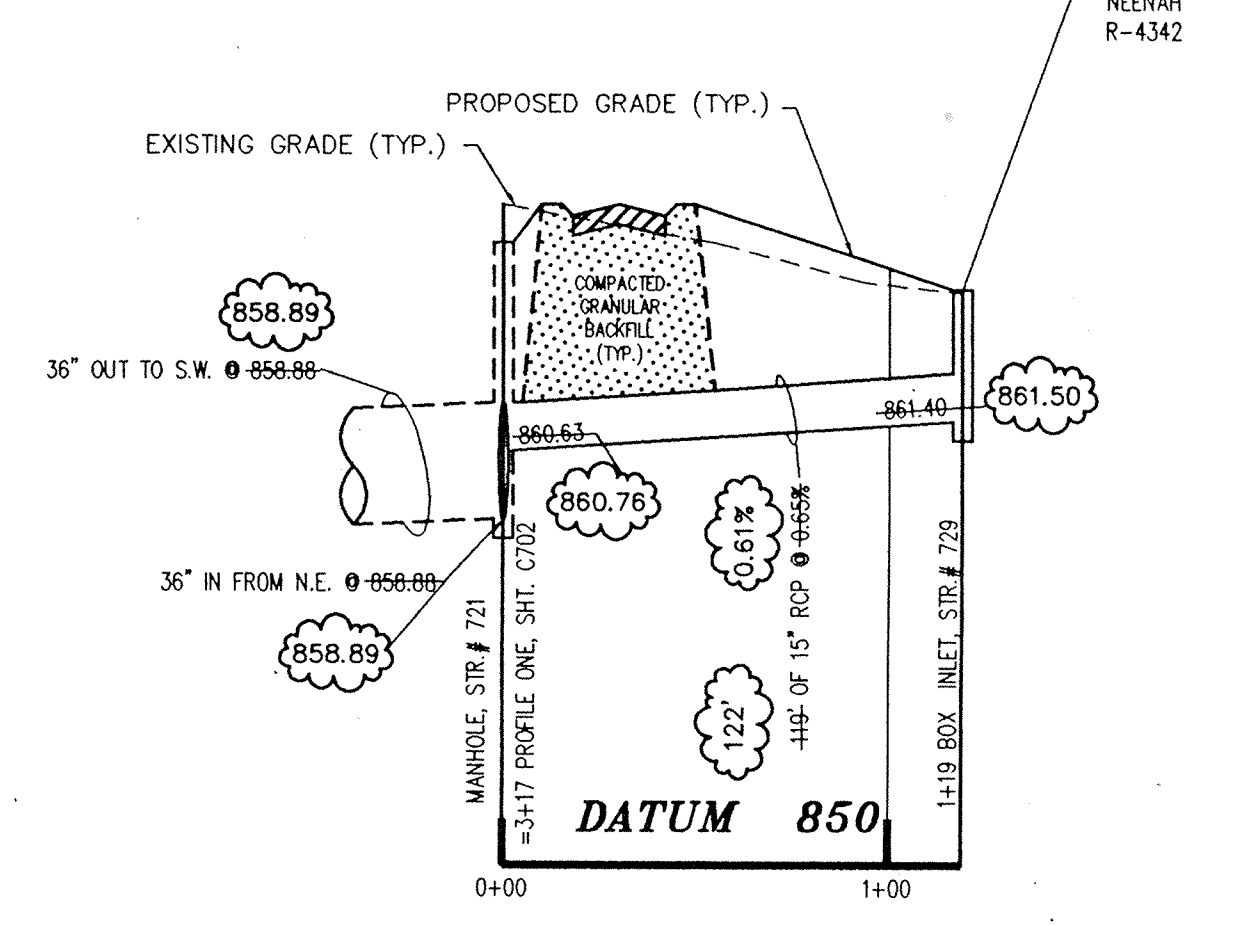 NEENAH
R-4342
PROPOSED GRADE (TYP.)
EXISTING GRADE (TYP.)
COMPACTED
GRANULAR
BACKFILL
(TYP.)
858.89
36" OUT TO S.W. @ 858.88
861.40
861.50
860.63
860.76
36" IN FROM N.E. @ 858.88
858.89
MANHOLE, STR.# 721
=3+17 PROFILE ONE, SHT. C702
0.61%
122'
119' OF 15" RCP @ 0.65%
1+19 BOX INLET, STR.# 729
DATUM 850
0+00
1+00